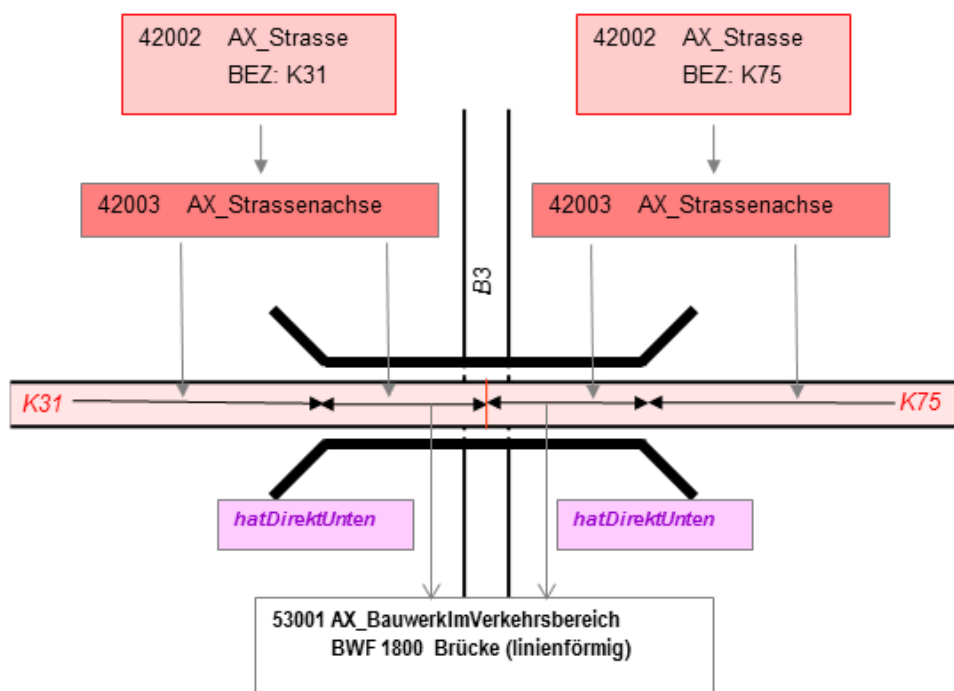 42002 AX_Strasse
BEZ: K31
42002 AX_Strasse
BEZ: K75
42003 AX_Strassenachse
42003 AX_Strassenachse
B3
K31
K75
hatDirektUnten
hatDirektUnten
53001 AX_BauwerkImVerkehrsbereich
BWF 1800 Brücke (linienförmig)